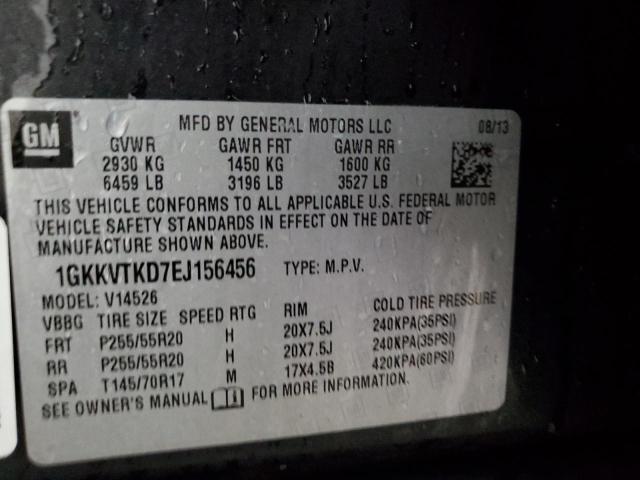 GM
MFD BY GENERAL MOTORS LLC 08/13
GVWR GAWR FRT GAWR RR
2930 KG 1450 KG 1600 KG
6459 LB 3196 LB 3527 LB
THIS VEHICLE CONFORMS TO ALL APPLICABLE U.S. FEDERAL MOTOR
VEHICLE SAFETY STANDARDS IN EFFECT ON THE DATE OF
MANUFACTURE SHOWN ABOVE.
1GKKVTKD7EJ156456 TYPE: M.P.V.
MODEL: V14526
VBBG TIRE SIZE SPEED RTG RIM COLD TIRE PRESSURE
FRT P255/55R20 H 20X7.5J 240KPA(35PSI)
RR P255/55R20 H 20X7.5J 240KPA(35PSI)
SPA T145/70R17 M 17X4.5B 420KPA(60PSI)
SEE OWNER'S MANUAL FOR MORE INFORMATION.